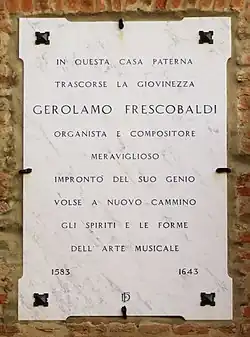 IN QUESTA CASA PATERNA
TRASCORSE LA GIOVINEZZA
GEROLAMO FRESCOBALDI
ORGANISTA E COMPOSITORE
MERAVIGLIOSO
IMPRONTÒ DEL SUO GENIO
VOLSE A NUOVO CAMMINO
GLI SPIRITI E LE FORME
DELL'ARTE MUSICALE
1583 1643